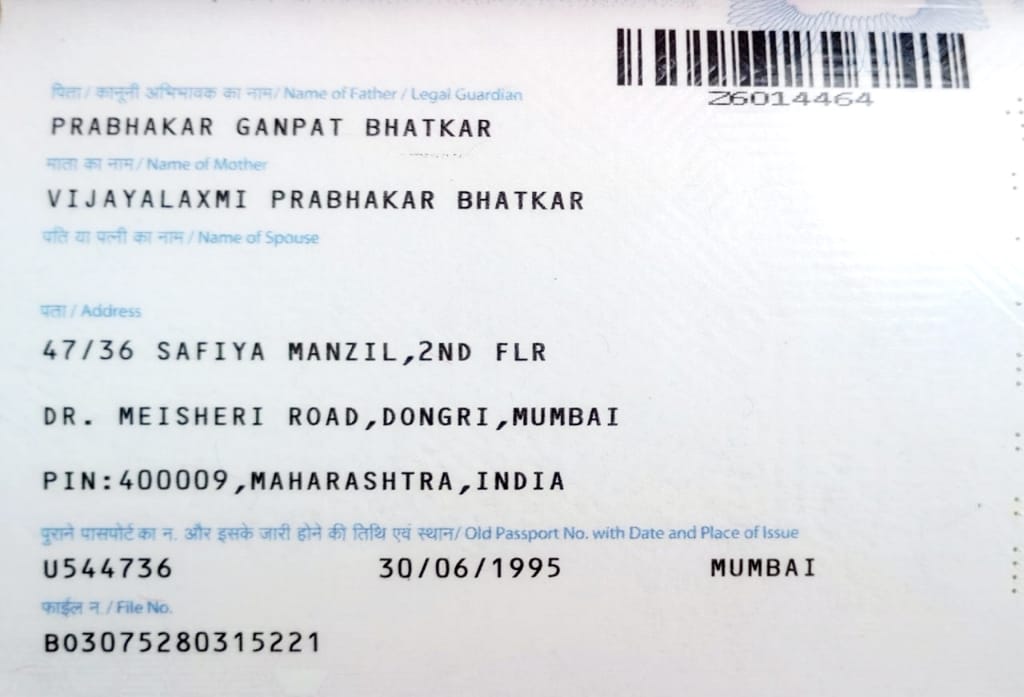 Z6014464
पिता / कानूनी अभिभावक का नाम / Name of Father / Legal Guardian
PRABHAKAR GANPAT BHATKAR
माता का नाम / Name of Mother
VIJAYALAXMI PRABHAKAR BHATKAR
पति या पत्नी का नाम / Name of Spouse
पता / Address
47/36 SAFIYA MANZIL,2ND FLR
DR. MEISHERI ROAD,DONGRI,MUMBAI
PIN:400009,MAHARASHTRA,INDIA
पुराने पासपोर्ट का न. और इसके जारी होने की तिथि एवं स्थान / Old Passport No. with Date and Place of Issue
U544736 30/06/1995 MUMBAI
फाईल न. / File No.
BO3075280315221